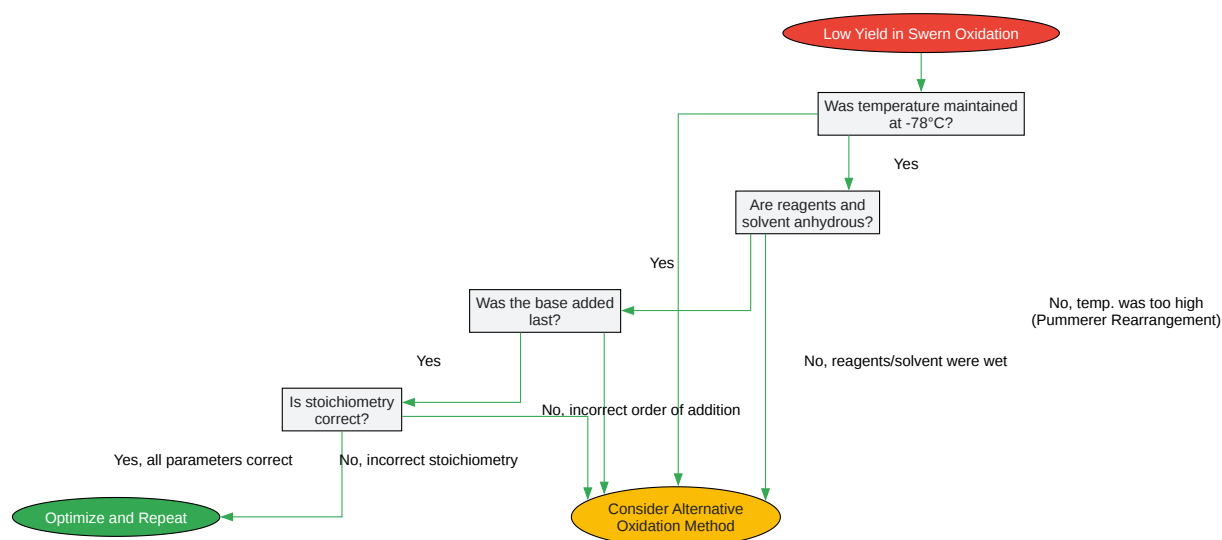 Low Yield in Swern Oxidation
Was temperature maintained
at -78°C?
Yes
Are reagents and
solvent anhydrous?
Yes
Was the base added
last?
No, temp. was too high
(Pummerer Rearrangement)
Yes
No, reagents/solvent were wet
Is stoichiometry
correct?
No, incorrect order of addition
Yes, all parameters correct
No, incorrect stoichiometry
Optimize and Repeat
Consider Alternative
Oxidation Method